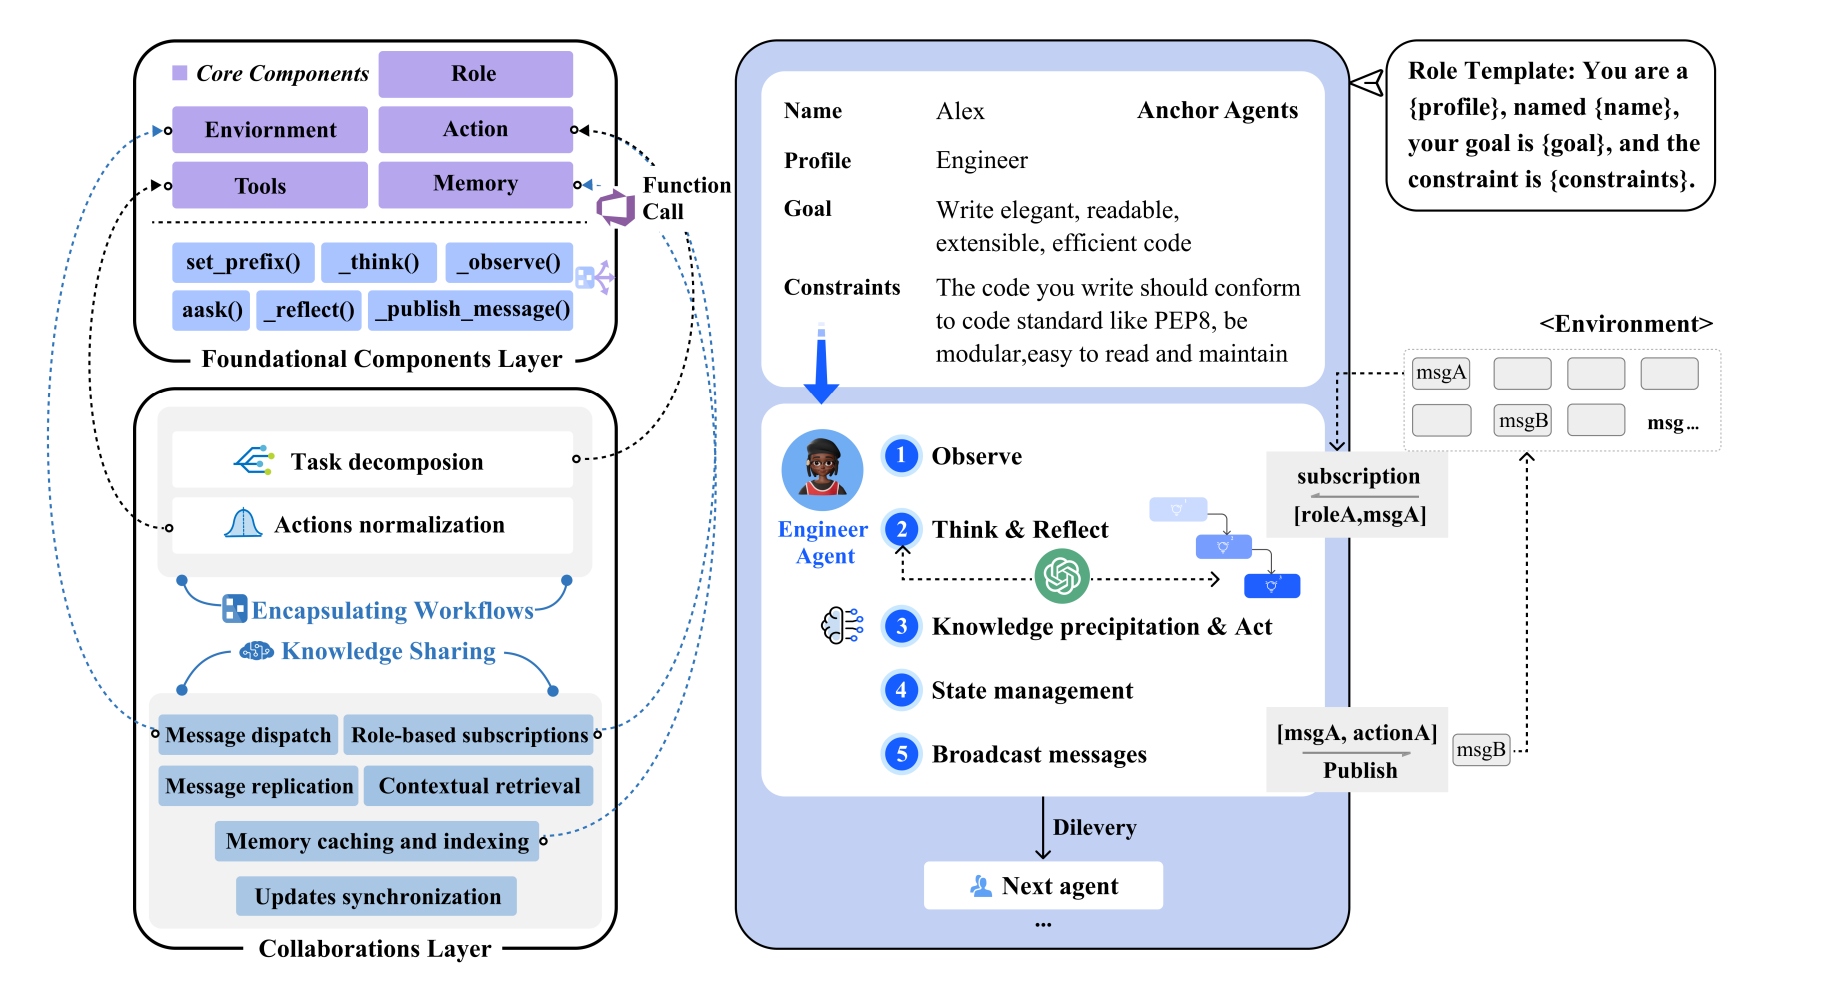 Core Components
Role
Enviornment
Action
Tools
Memory
Function
Call
set_prefix()
_think()
_observe()
aask()
_reflect()
_publish_message()
Foundational Components Layer
Task decomposion
Actions normalization
Encapsulating Workflows
Knowledge Sharing
Message dispatch
Role-based subscriptions
Message replication
Contextual retrieval
Memory caching and indexing
Updates synchronization
Collaborations Layer
Name
Alex
Anchor Agents
Profile
Engineer
Goal
Write elegant, readable,
extensible, efficient code
Constraints
The code you write should conform
to code standard like PEP8, be
modular,easy to read and maintain
Engineer
Agent
1 Observe
2 Think & Reflect
3 Knowledge precipitation & Act
4 State management
5 Broadcast messages
Dilevery
Next agent
...
Role Template: You are a
{profile}, named {name},
your goal is {goal}, and the
constraint is {constraints}.
<Environment>
msgA
msgB
msg...
subscription
[roleA,msgA]
[msgA, actionA]
Publish
msgB